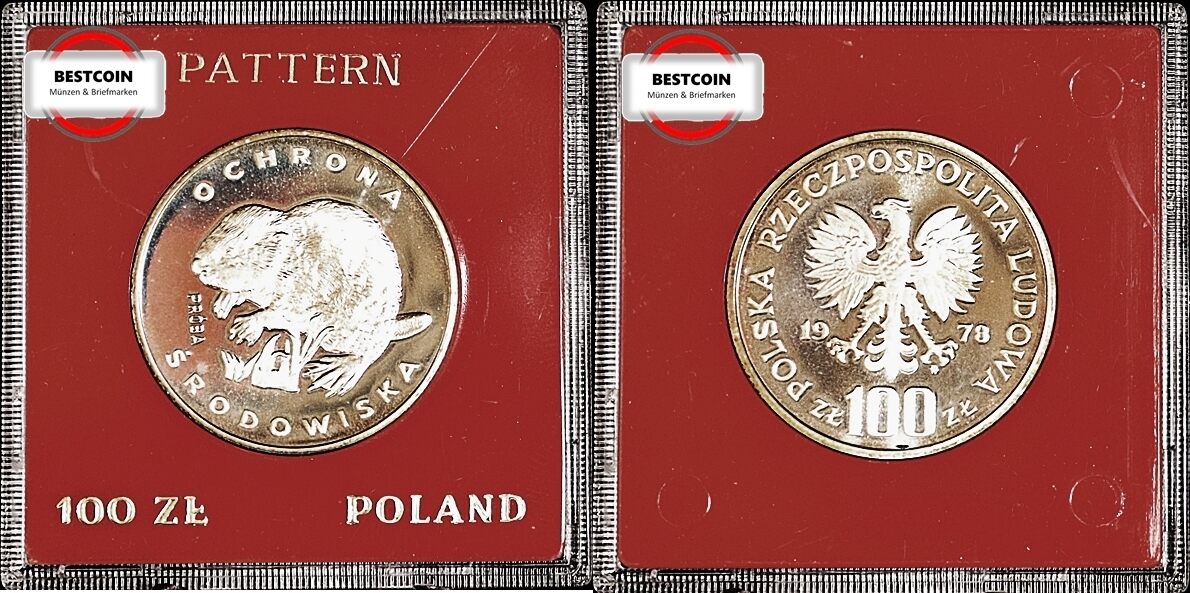 BESTCOIN
Münzen & Briefmarken
PATTERN
OCHRONA
PRÓBA
ŚRODOWISKA
100 ZŁ
POLAND
BESTCOIN
Münzen & Briefmarken
POLSKA RZECZPOSPOLITA LUDOWA
19 78
ZŁ 100 ZŁ